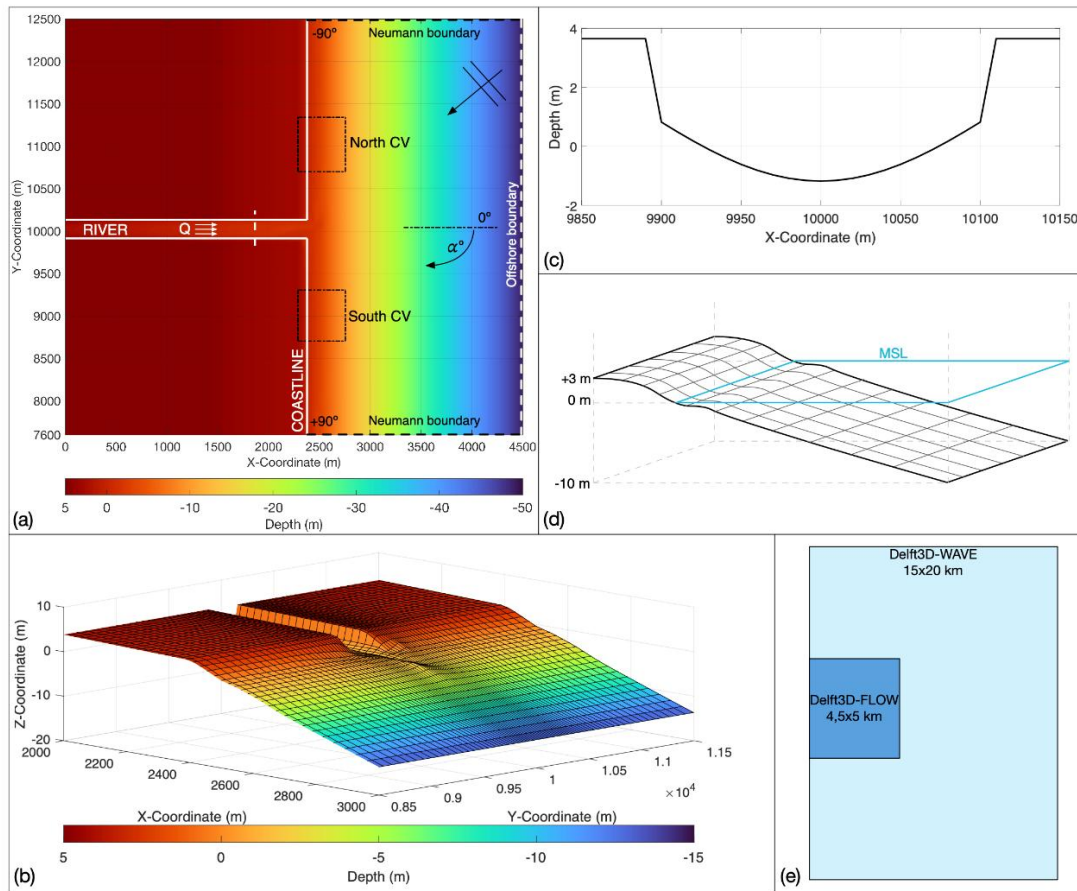 12500
12000
11500
11000
10500
10000
9500
9000
8500
8000
7600
Y-Coordinate (m)
-90º
Neumann boundary
North CV
RIVER
Q
0º
αº
Offshore boundary
South CV
COASTLINE
+90º
Neumann boundary
0 500 1000 1500 2000 2500 3000 3500 4000 4500
X-Coordinate (m)
5 0 -10 -20 -30 -40 -50
Depth (m)
(a)
4
2
0
-2
Depth (m)
9850 9900 9950 10000 10050 10100 10150
X-Coordinate (m)
(c)
MSL
+3 m
0 m
-10 m
(d)
10
0
-10
-20
Z-Coordinate (m)
2000
2200
2400
2600
2800
3000
X-Coordinate (m)
0.85
0.9
0.95
1
1.05
1.1
1.15
×10⁴
Y-Coordinate (m)
5 0 -5 -10 -15
Depth (m)
(b)
Delft3D-WAVE
15x20 km
Delft3D-FLOW
4,5x5 km
(e)